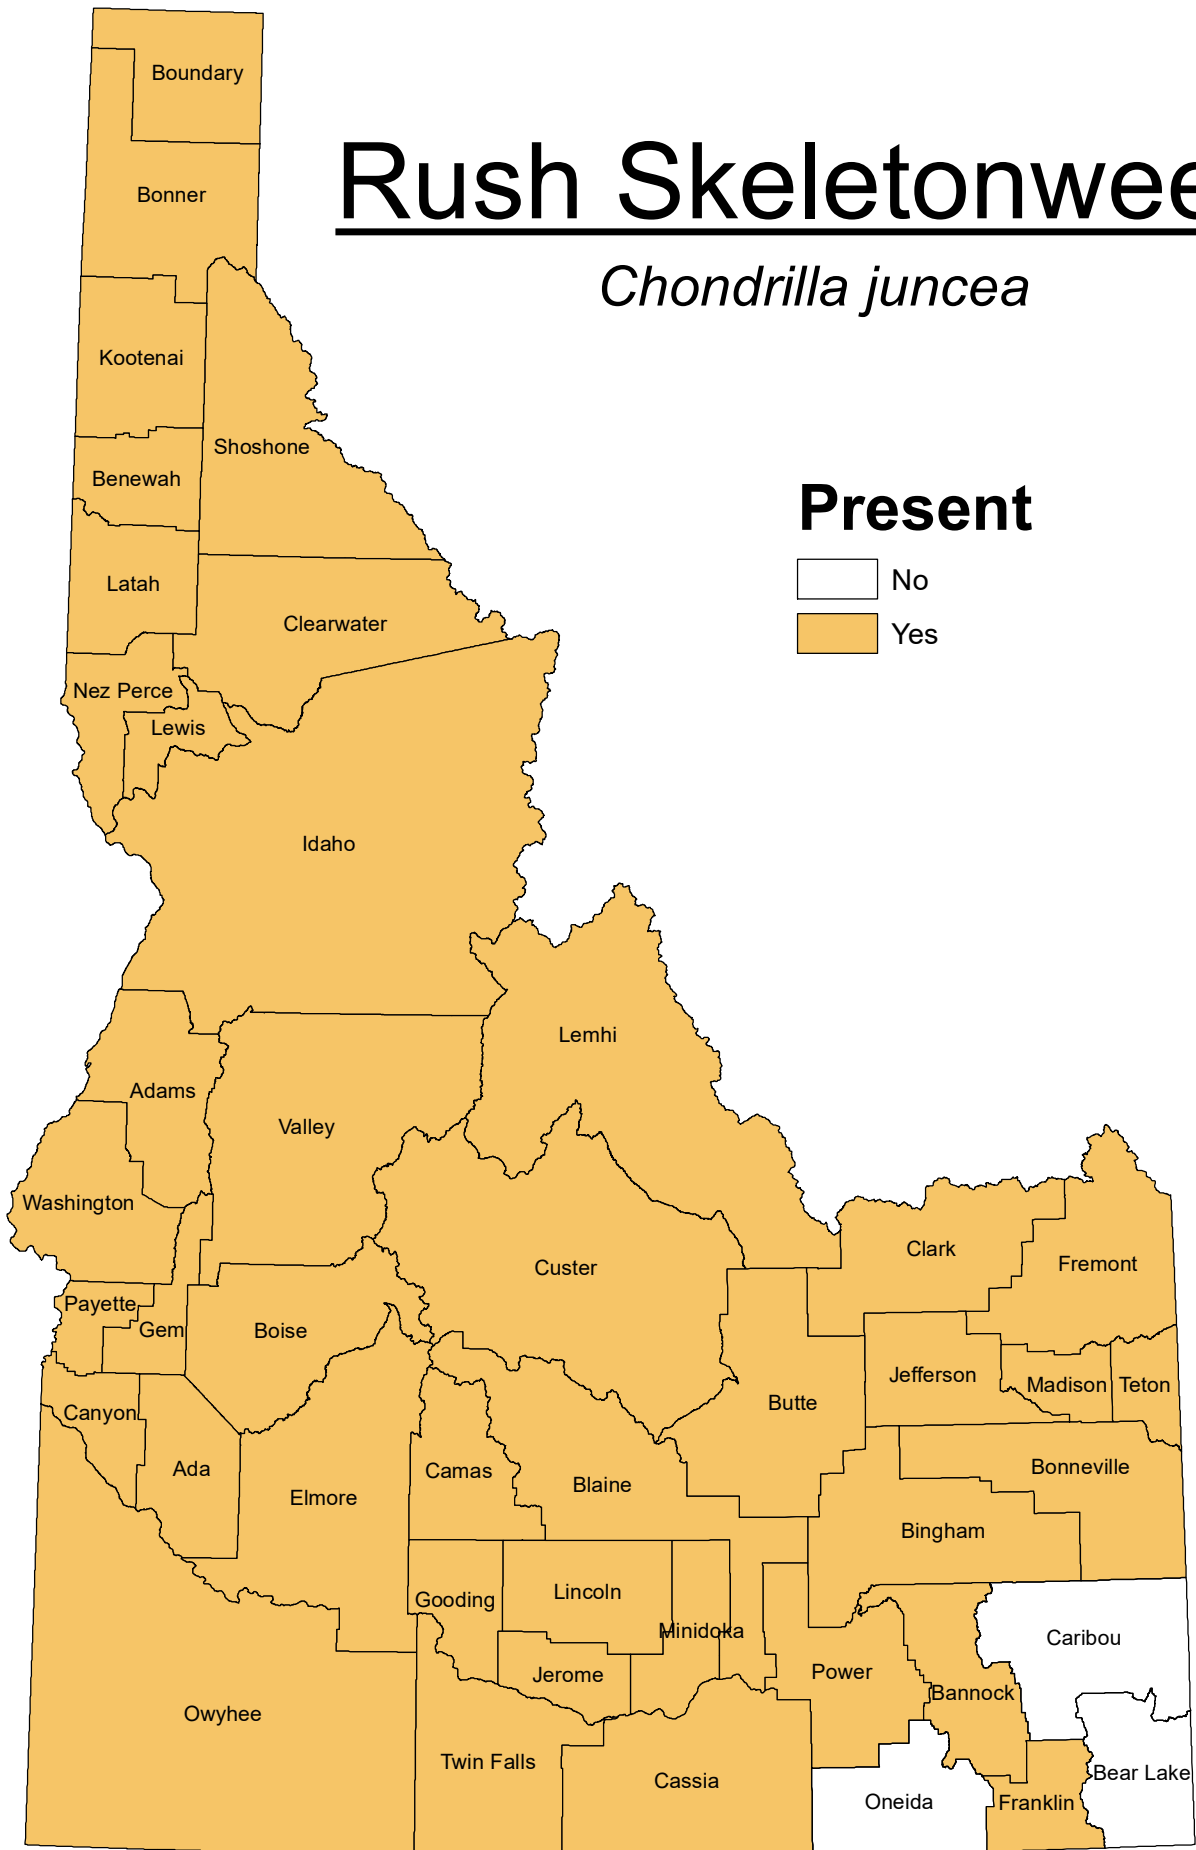 Boundary
Rush Skeletonwee
Bonner
Chondrilla juncea
Kootenai
Shoshone
Benewah
Present
No
Latah
Yes
Clearwater
Nez Perce
Lewis
Idaho
Lemhi
Adams
Valley
Washington
Clark
Custer
Fremont
Payette
Gem
Boise
Jefferson
Madison
Teton
Butte
Canyon
Ada
Camas
Blaine
Bonneville
Elmore
Bingham
Gooding
Lincoln
Minidoka
Caribou
Jerome
Power
Bannock
Owyhee
Twin Falls
Cassia
Bear Lake
Oneida
Franklin